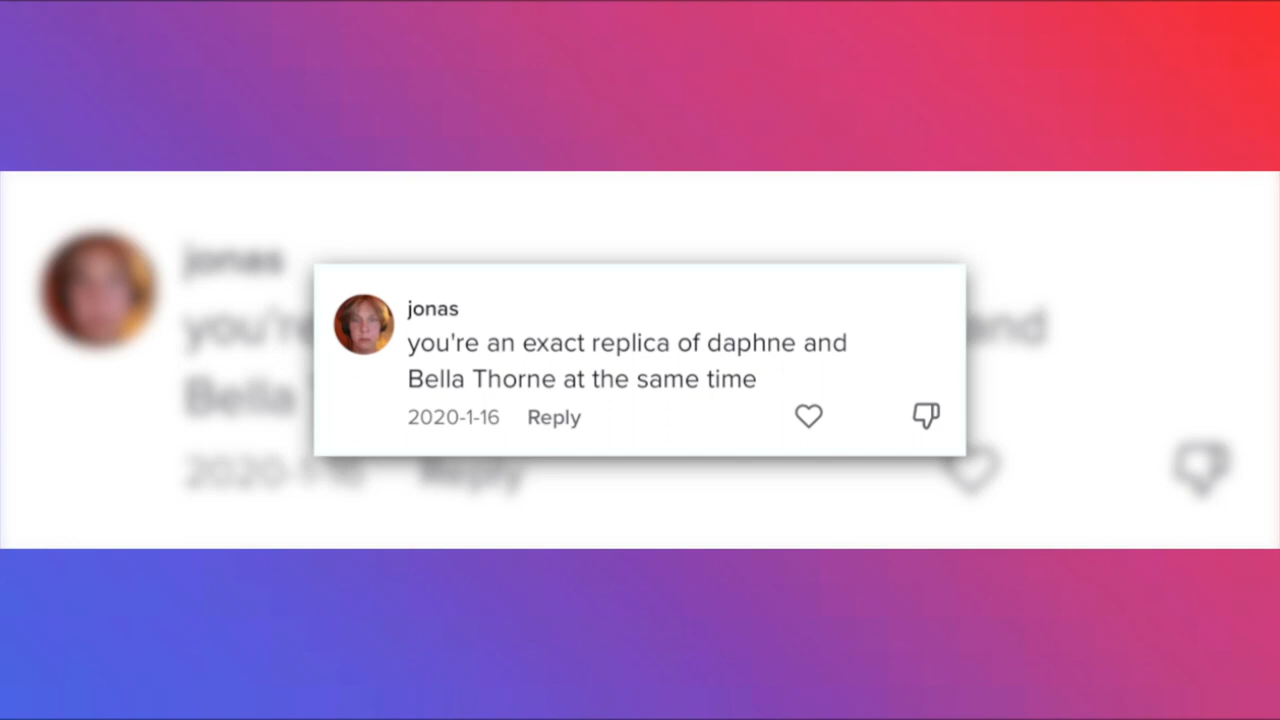 jonas
you're an exact replica of daphne and
Bella Thorne at the same time
2020-1-16 Reply